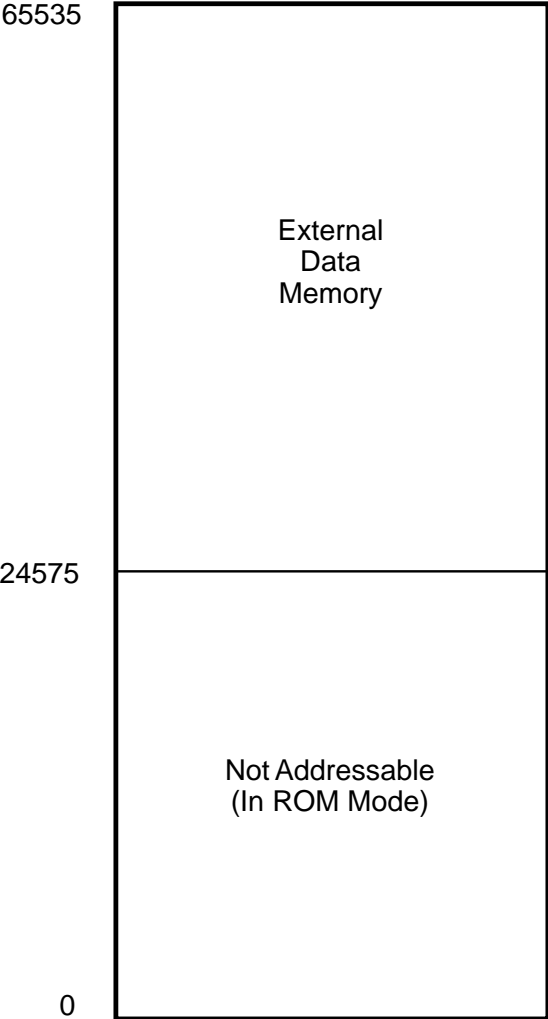 65535
External
Data
Memory
24575
Not Addressable
(In ROM Mode)
0